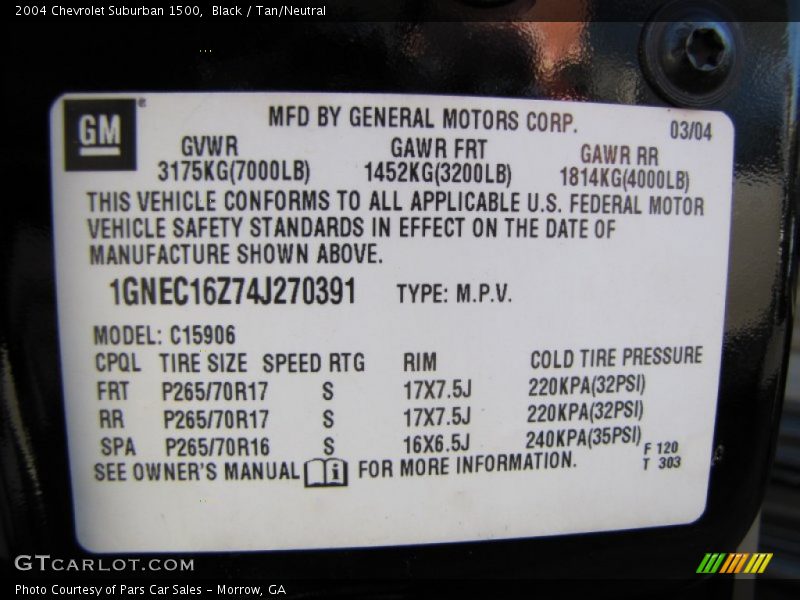 2004 Chevrolet Suburban 1500, Black / Tan/Neutral
GM® MFD BY GENERAL MOTORS CORP. 03/04
GVWR GAWR FRT GAWR RR
3175KG(7000LB) 1452KG(3200LB) 1814KG(4000LB)
THIS VEHICLE CONFORMS TO ALL APPLICABLE U.S. FEDERAL MOTOR
VEHICLE SAFETY STANDARDS IN EFFECT ON THE DATE OF
MANUFACTURE SHOWN ABOVE.
1GNEC16Z74J270391 TYPE: M.P.V.
MODEL: C15906
CPQL TIRE SIZE SPEED RTG RIM COLD TIRE PRESSURE
FRT P265/70R17 S 17X7.5J 220KPA(32PSI)
RR P265/70R17 S 17X7.5J 220KPA(32PSI)
SPA P265/70R16 S 16X6.5J 240KPA(35PSI)
F 120
SEE OWNER'S MANUAL i FOR MORE INFORMATION. T 303
GTCARLOT.COM
Photo Courtesy of Pars Car Sales - Morrow, GA